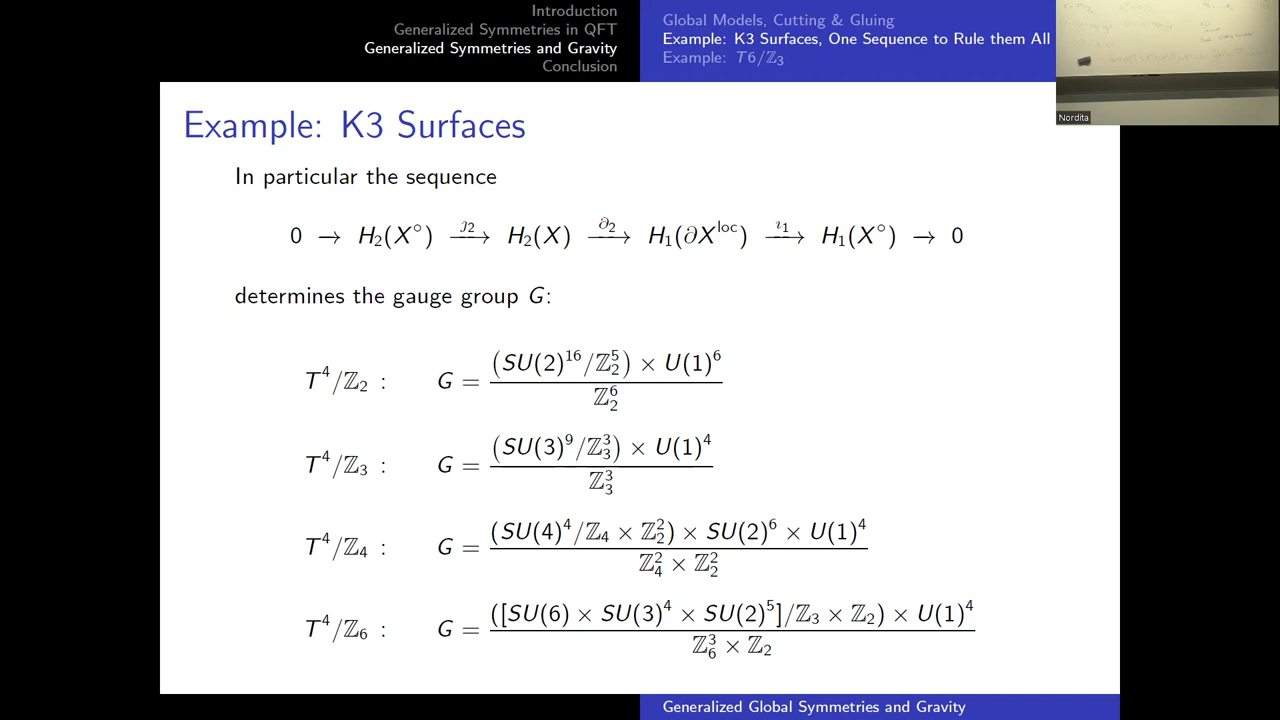 Introduction
Generalized Symmetries in QFT
Generalized Symmetries and Gravity
Conclusion
Global Models, Cutting & Gluing
Example: K3 Surfaces, One Sequence to Rule them All
Example: T6/ℤ₃
Nordita
Example: K3 Surfaces
In particular the sequence
0 → H₂(X°) —ȷ₂→ H₂(X) —∂₂→ H₁(∂X^loc) —ı₁→ H₁(X°) → 0
determines the gauge group G:
T⁴/ℤ₂ : G = (SU(2)¹⁶/ℤ₂⁵) × U(1)⁶
ℤ₂⁶
T⁴/ℤ₃ : G = (SU(3)⁹/ℤ₃³) × U(1)⁴
ℤ₃³
T⁴/ℤ₄ : G = (SU(4)⁴/ℤ₄ × ℤ₂²) × SU(2)⁶ × U(1)⁴
ℤ₄² × ℤ₂²
T⁴/ℤ₆ : G = ([SU(6) × SU(3)⁴ × SU(2)⁵]/ℤ₃ × ℤ₂) × U(1)⁴
ℤ₆³ × ℤ₂
Generalized Global Symmetries and Gravity